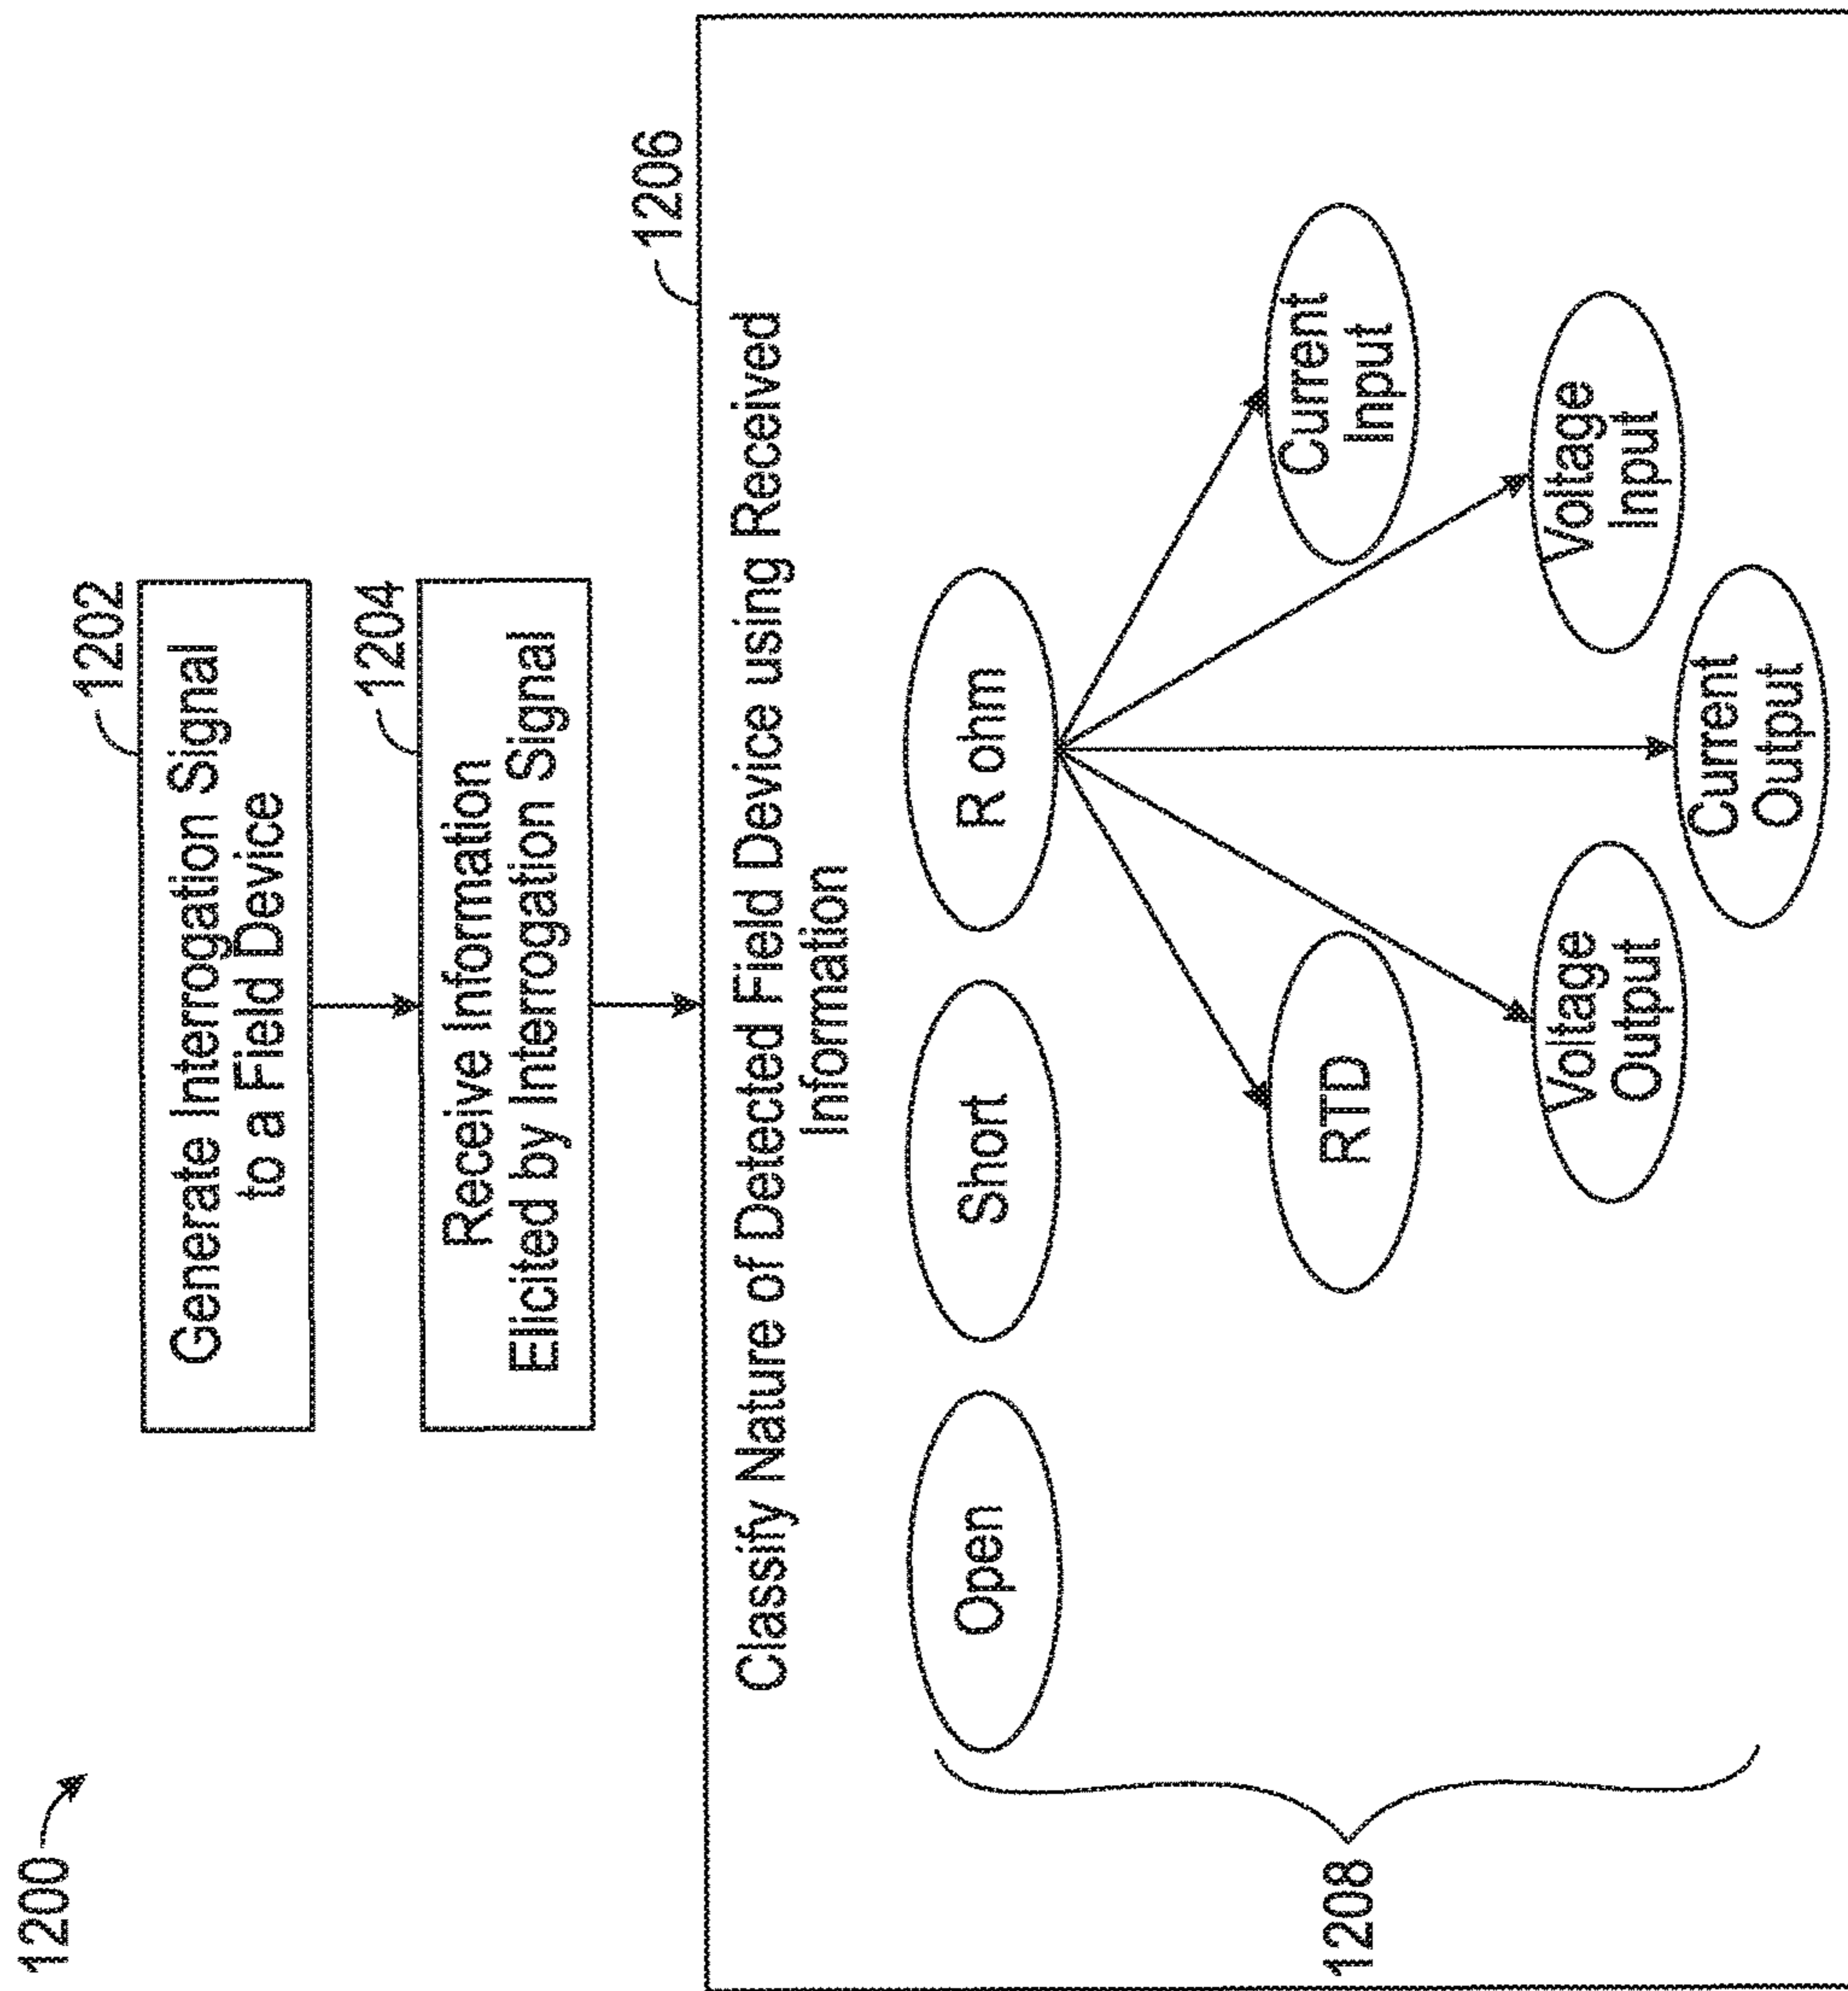 1200
1202
Generate Interrogation Signal
to a Field Device
1204
Receive Information
Elicited by Interrogation Signal
1206
Classify Nature of Detected Field Device using Received
Information
Open
Short
R ohm
RTD
Current
Input
Voltage
Output
Voltage
Input
Current
Output
1208